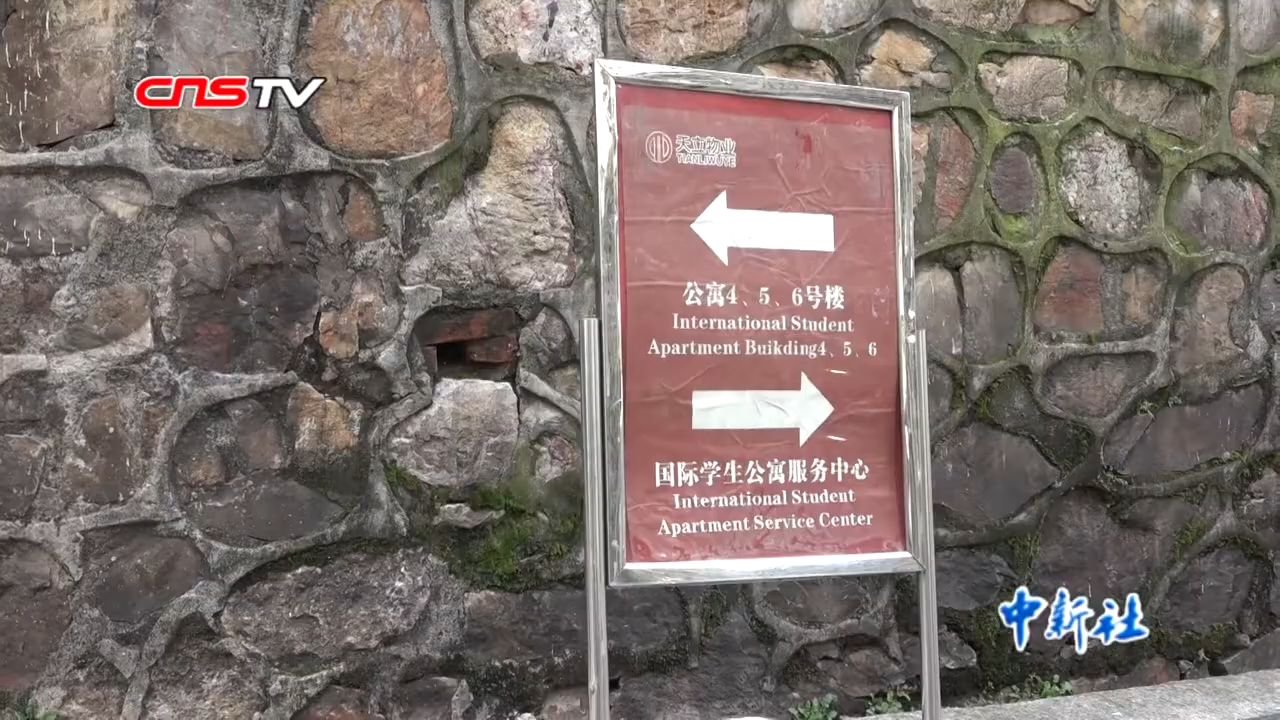 CNSTV
天立物业
TIANLIWUYE
公寓4、5、6号楼
International Student
Apartment Buikding4、5、6
国际学生公寓服务中心
International Student
Apartment Service Center
中新社